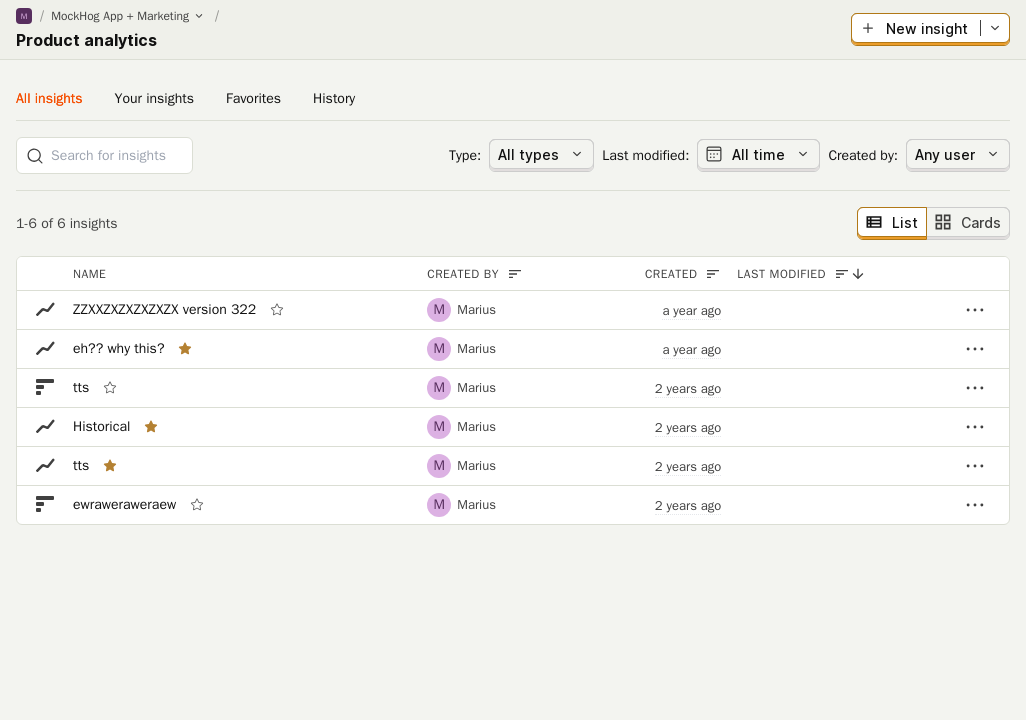 M / MockHog App + Marketing /
Product analytics
New insight
All insights Your insights Favorites History
Search for insights
Type: All types Last modified: All time Created by: Any user
1-6 of 6 insights
List Cards
NAME CREATED BY CREATED LAST MODIFIED
ZZXXZXZXZXZXZX version 322 M Marius a year ago
eh?? why this? M Marius a year ago
tts M Marius 2 years ago
Historical M Marius 2 years ago
tts M Marius 2 years ago
ewraweraweraew M Marius 2 years ago